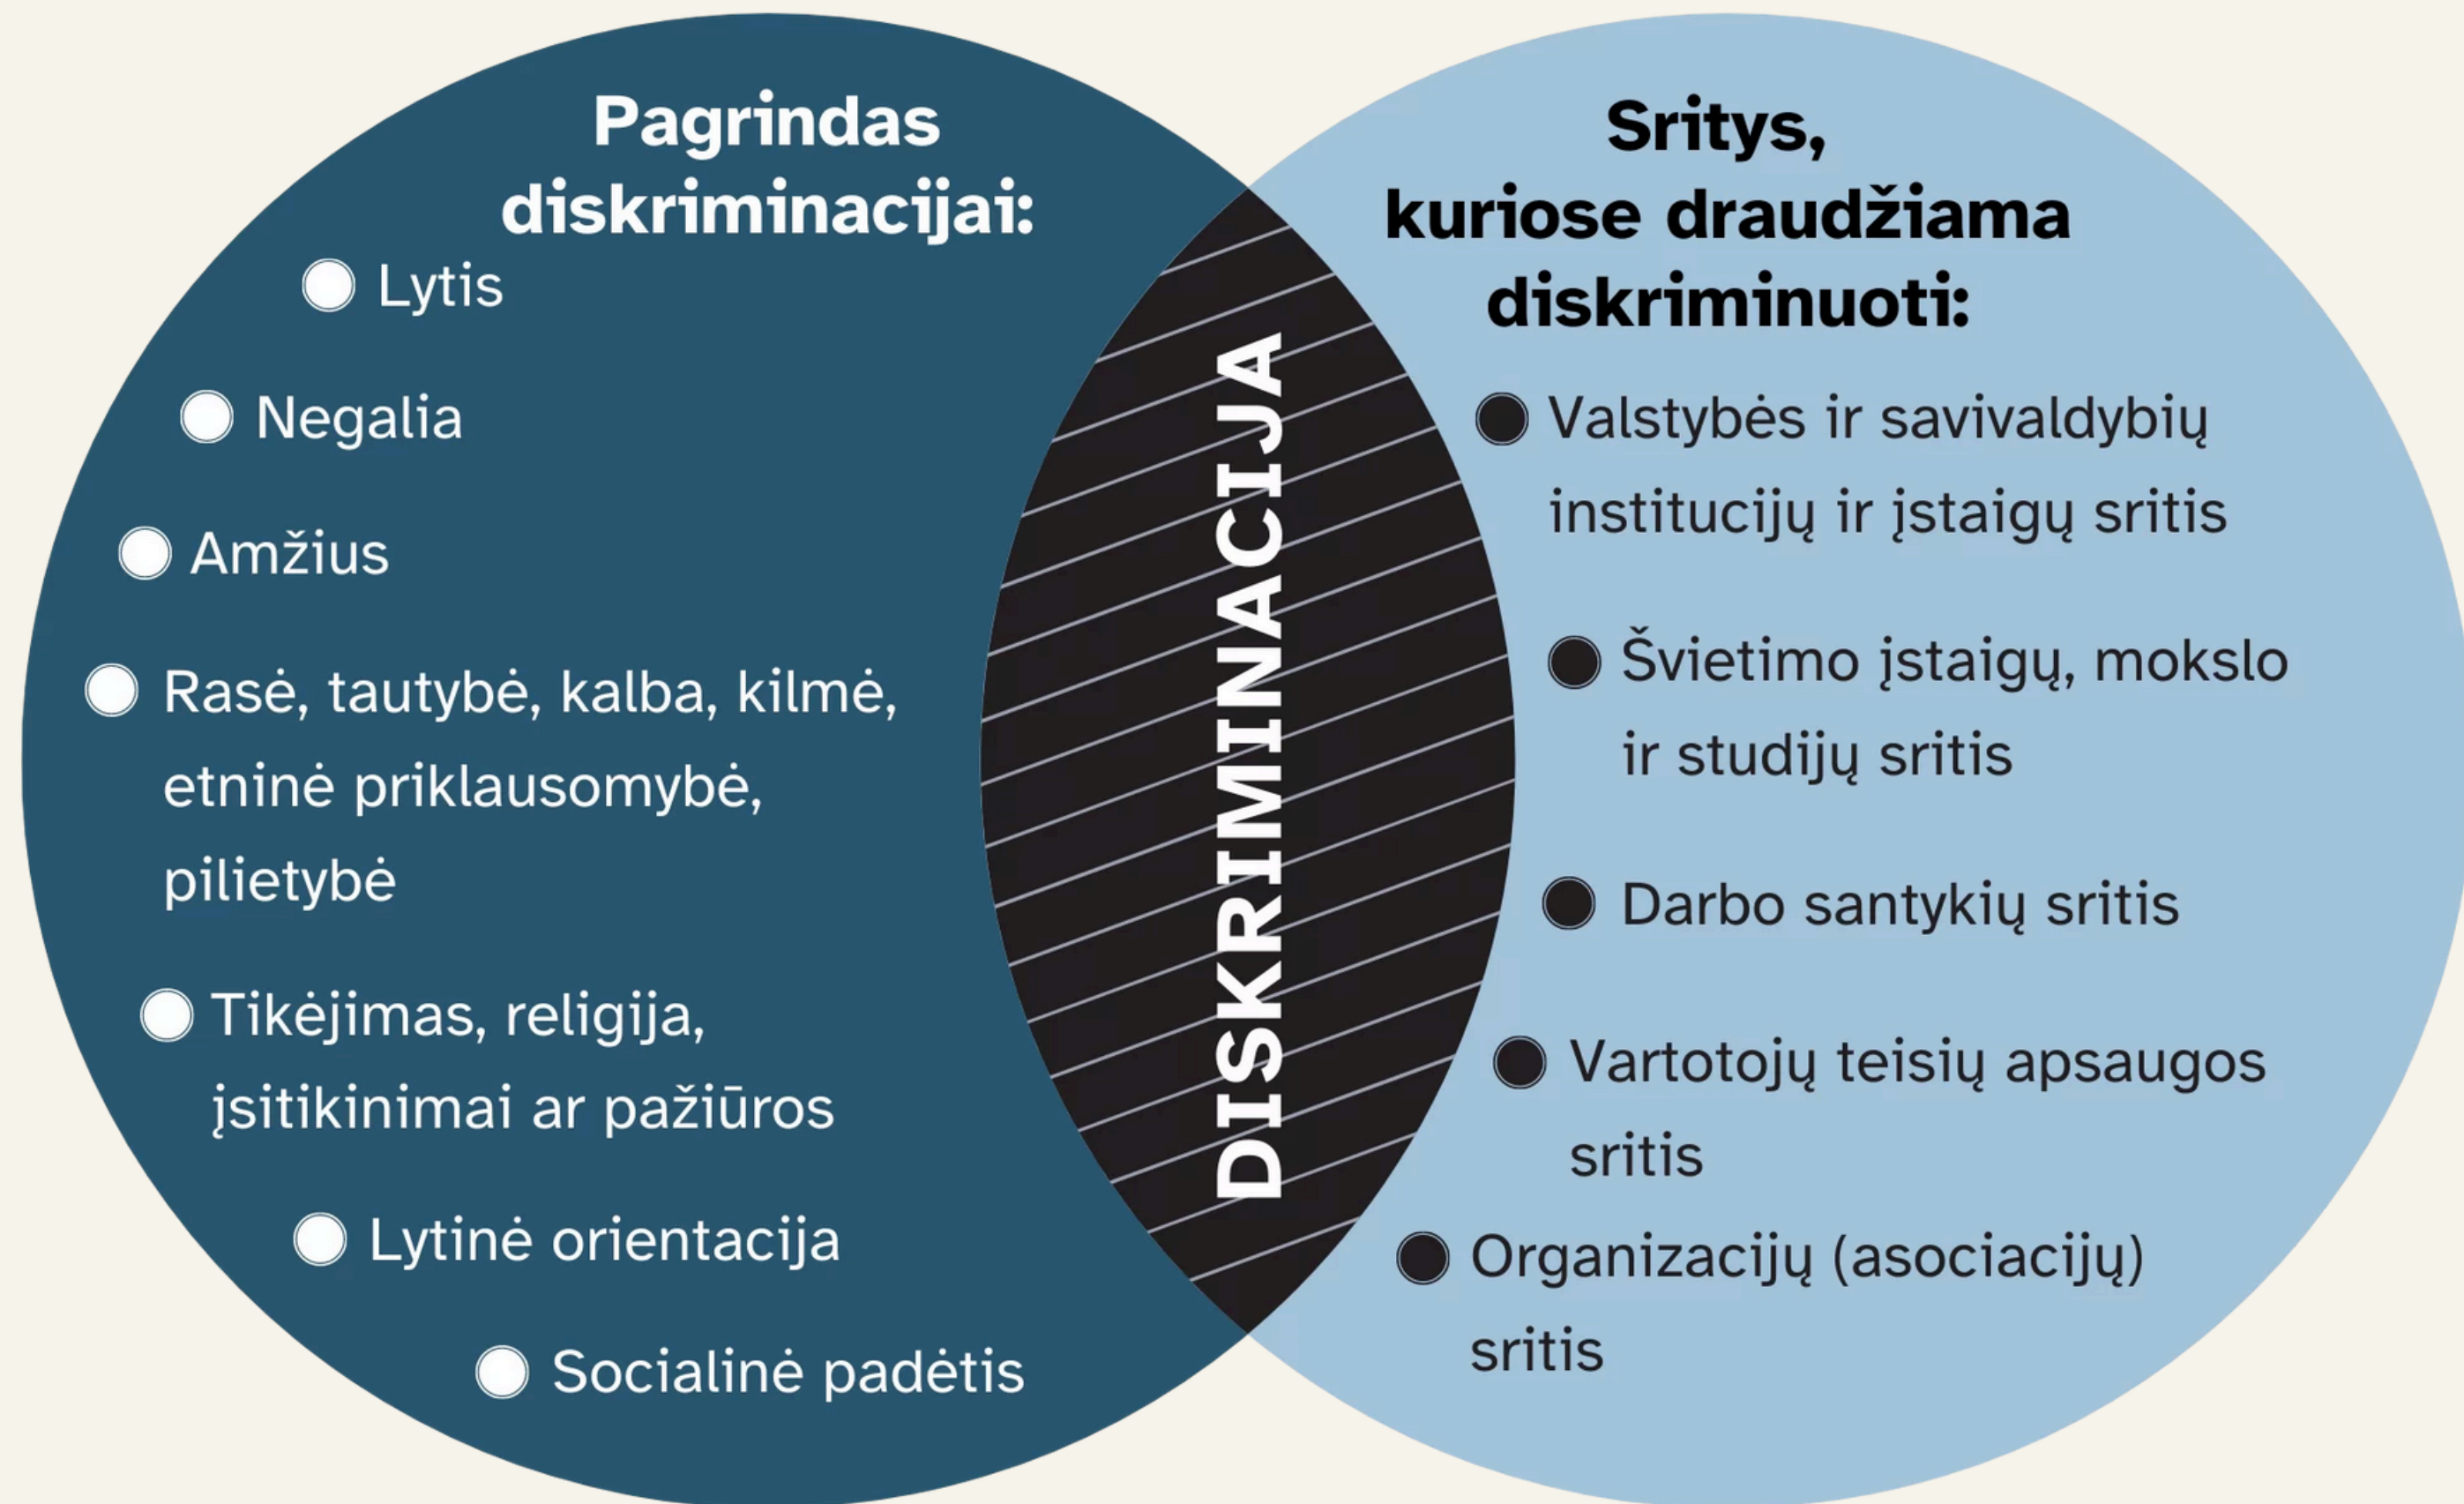 Pagrindas
diskriminacijai:
Lytis
Negalia
Amžius
Rasė, tautybė, kalba, kilmė,
etninė priklausomybė,
pilietybė
Tikėjimas, religija,
įsitikinimai ar pažiūros
Lytinė orientacija
Socialinė padėtis
DISKRIMINACIJA
Sritys,
kuriose draudžiama
diskriminuoti:
Valstybės ir savivaldybių
institucijų ir įstaigų sritis
Švietimo įstaigų, mokslo
ir studijų sritis
Darbo santykių sritis
Vartotojų teisių apsaugos
sritis
Organizacijų (asociacijų)
sritis